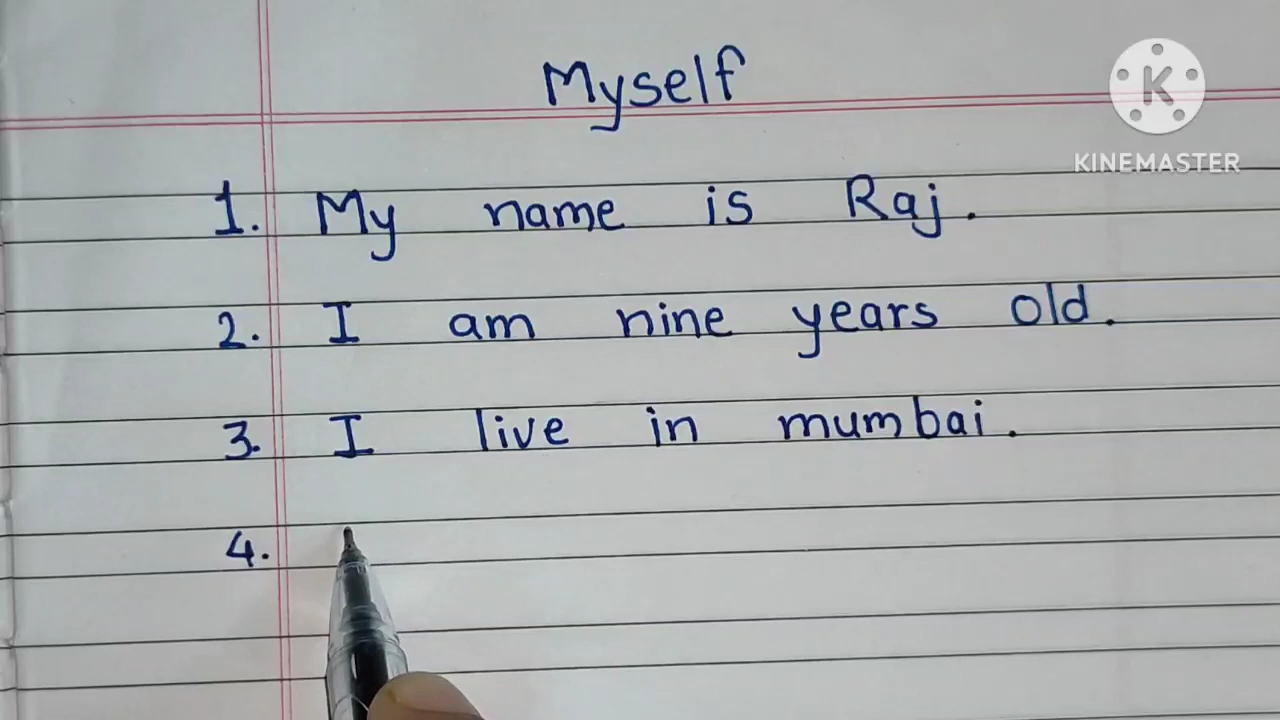 Myself
K
KINEMASTER
1. My name is Raj.
2. I am nine years old.
3. I live in mumbai.
4.